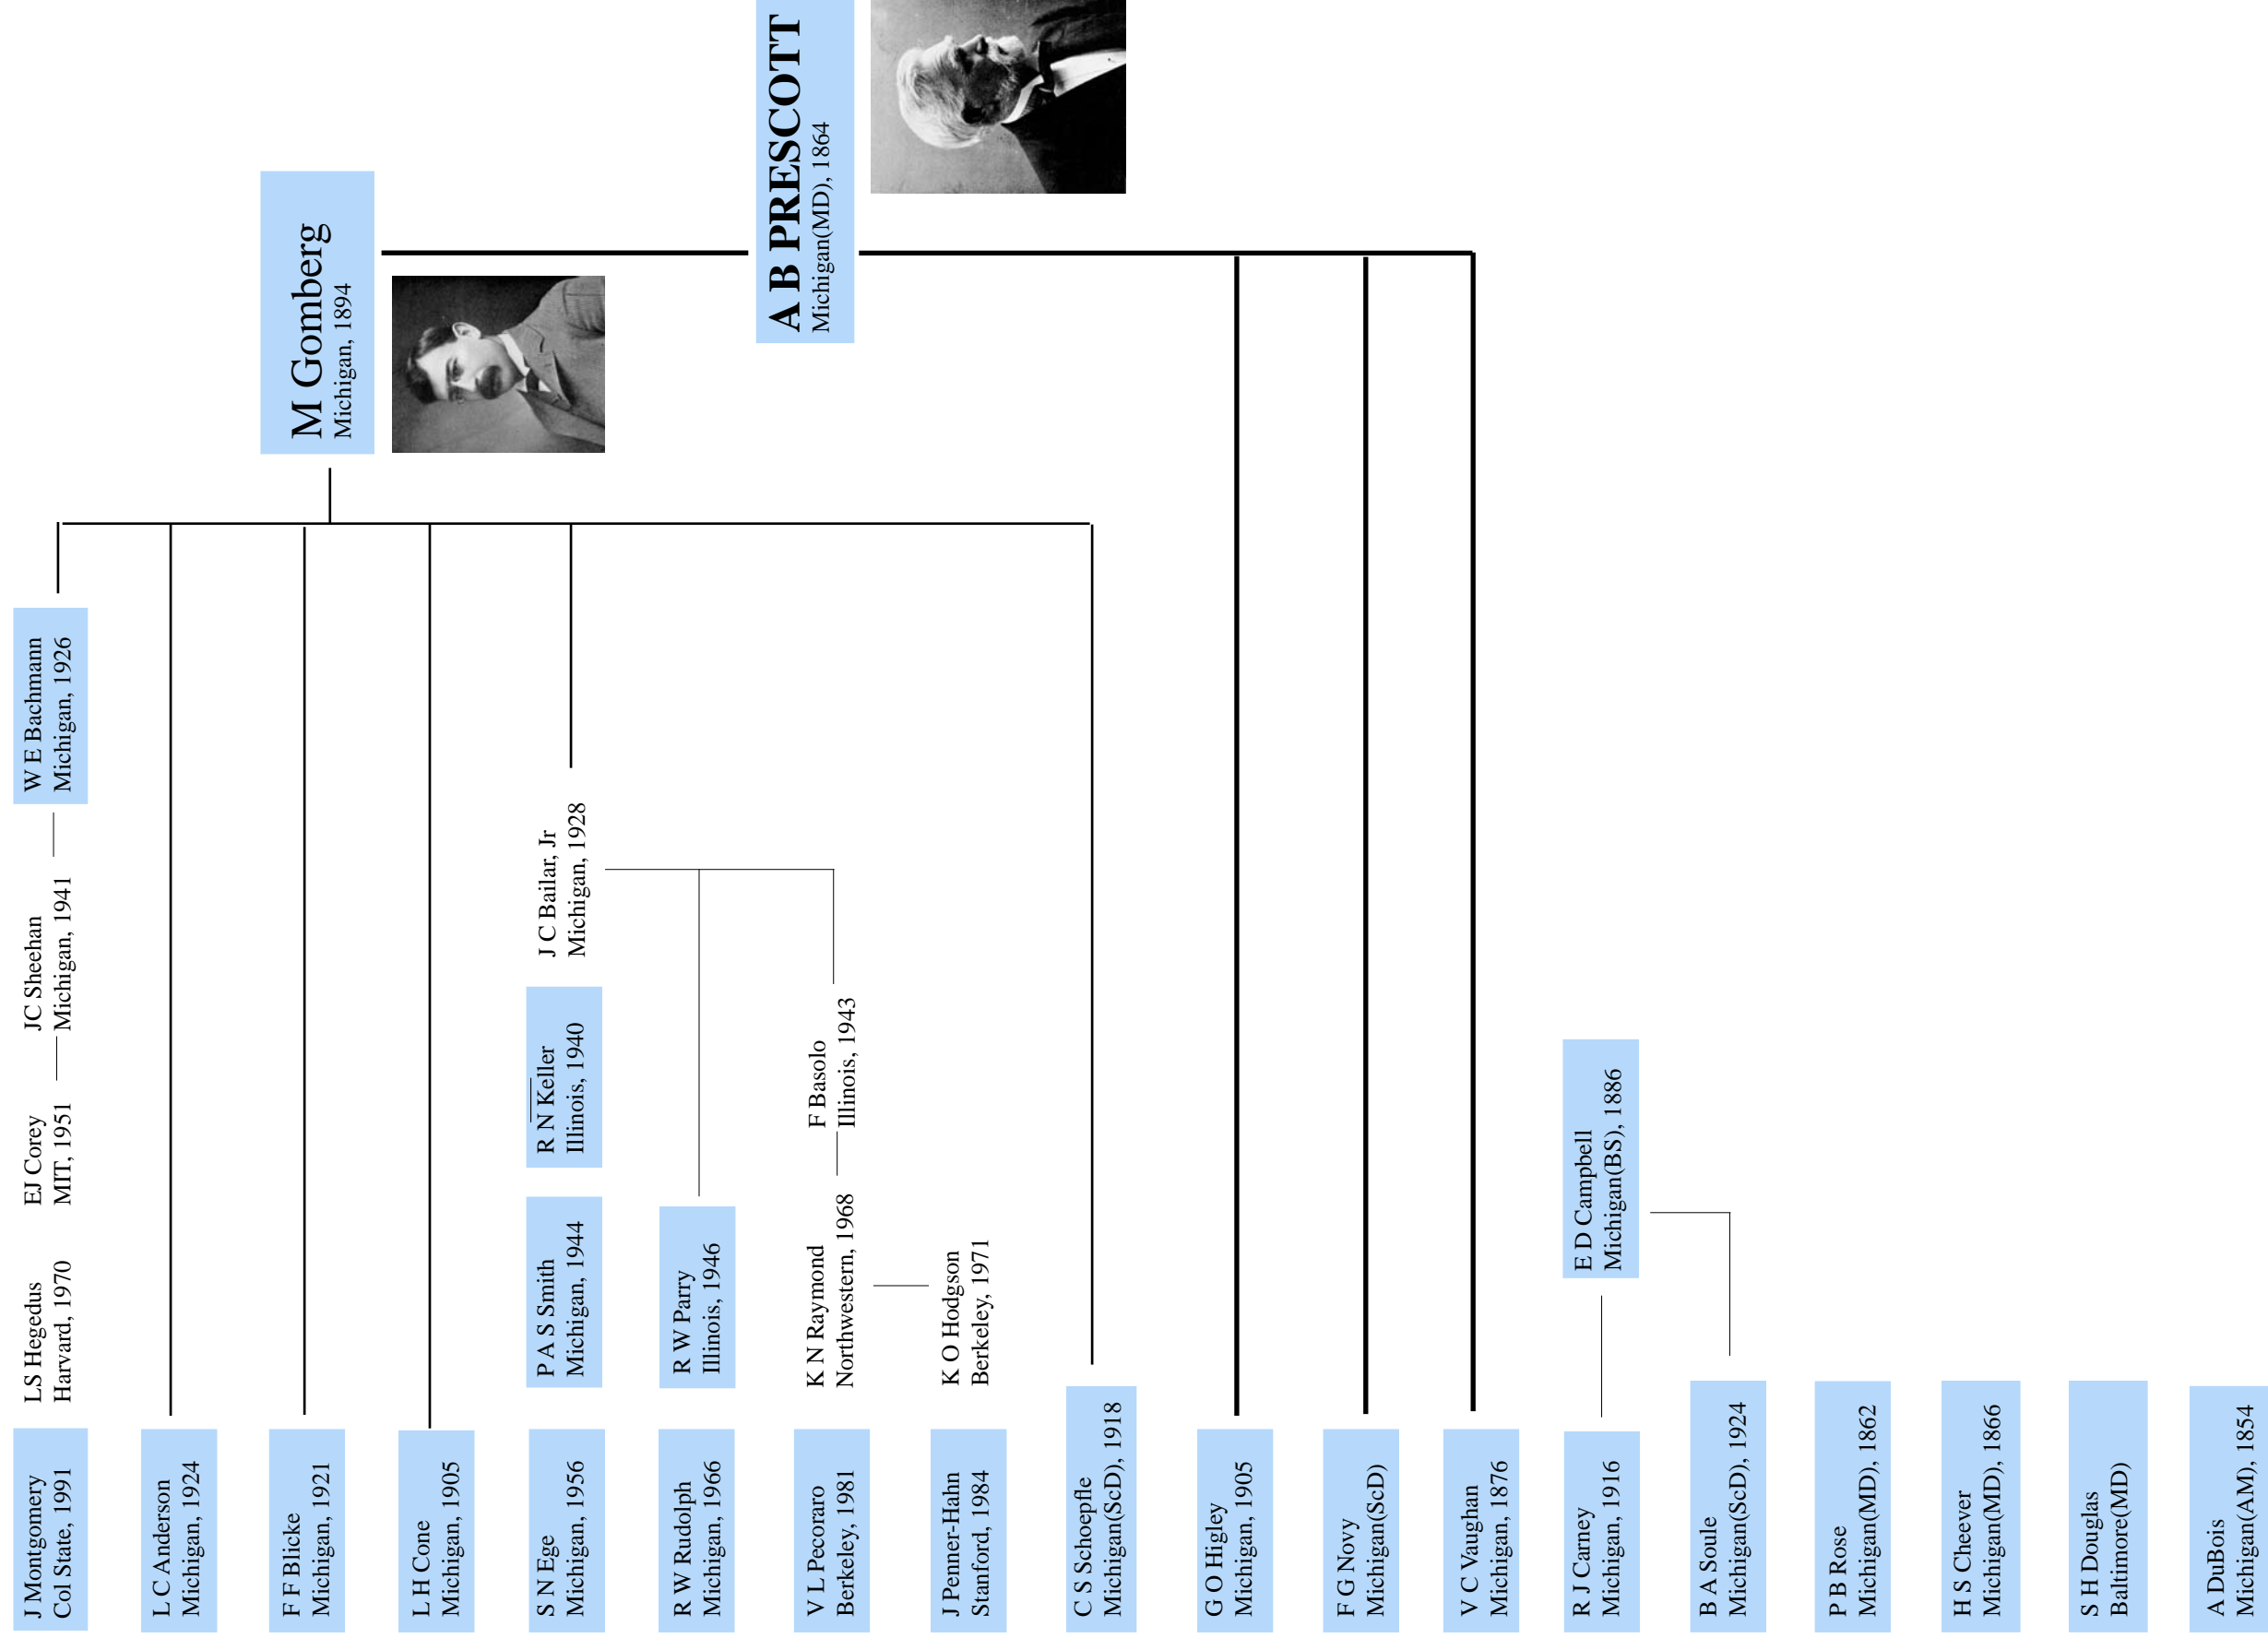 A B PRESCOTT
Michigan(MD), 1864
M Gomberg
Michigan, 1894
W E Bachmann
Michigan, 1926
JC Sheehan
Michigan, 1941
EJ Corey
MIT, 1951
LS Hegedus
Harvard, 1970
J Montgomery
Col State, 1991
L C Anderson
Michigan, 1924
F F Blicke
Michigan, 1921
L H Cone
Michigan, 1905
J C Bailar, Jr
Michigan, 1928
R N Keller
Illinois, 1940
P A S Smith
Michigan, 1944
S N Ege
Michigan, 1956
R W Parry
Illinois, 1946
R W Rudolph
Michigan, 1966
F Basolo
Illinois, 1943
K N Raymond
Northwestern, 1968
V L Pecoraro
Berkeley, 1981
K O Hodgson
Berkeley, 1971
J Penner-Hahn
Stanford, 1984
C S Schoepfle
Michigan(ScD), 1918
G O Higley
Michigan, 1905
F G Novy
Michigan(ScD)
V C Vaughan
Michigan, 1876
E D Campbell
Michigan(BS), 1886
R J Carney
Michigan, 1916
B A Soule
Michigan(ScD), 1924
P B Rose
Michigan(MD), 1862
H S Cheever
Michigan(MD), 1866
S H Douglas
Baltimore(MD)
A DuBois
Michigan(AM), 1854